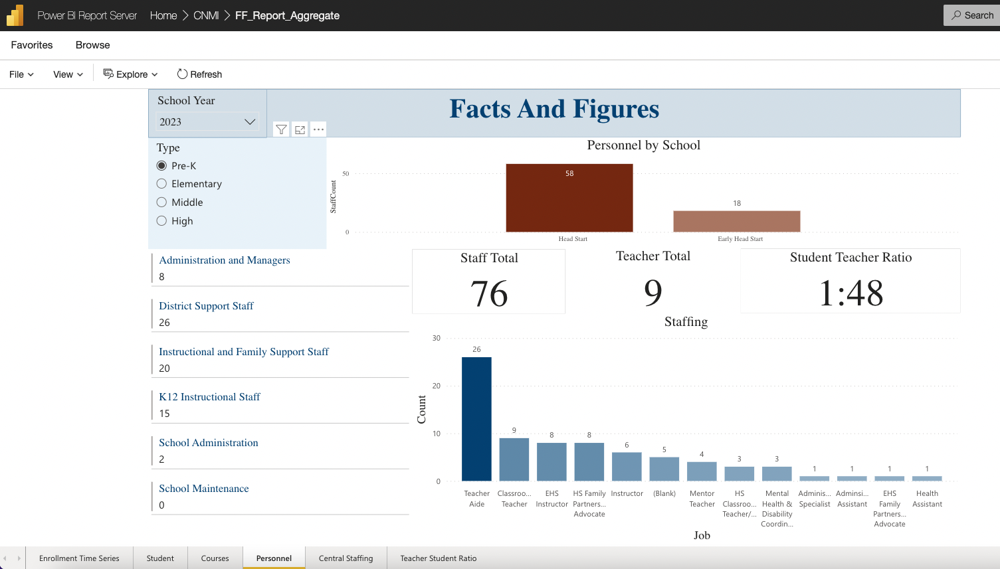 Power BI Report Server Home > CNMI > FF_Report_Aggregate
Search
Favorites Browse
File View Explore Refresh
School Year
2023
Facts And Figures
Type
Pre-K
Elementary
Middle
High
Personnel by School
StaffCount
50
0
58
18
Head Start
Early Head Start
Administration and Managers
8
District Support Staff
26
Instructional and Family Support Staff
20
K12 Instructional Staff
15
School Administration
2
School Maintenance
0
Staff Total
76
Teacher Total
9
Student Teacher Ratio
1:48
Staffing
Count
30
20
10
0
26
9
8
8
6
5
4
3
3
1
1
1
1
Teacher
Aide
Classroo...
Teacher
EHS
Instructor
HS Family
Partners...
Advocate
Instructor
(Blank)
Mentor
Teacher
HS
Classroo...
Teacher/...
Mental
Health &
Disability
Coordin...
Adminis...
Specialist
Adminsi...
Assistant
EHS
Family
Partners...
Advocate
Health
Assistant
Job
Enrollment Time Series Student Courses Personnel Central Staffing Teacher Student Ratio